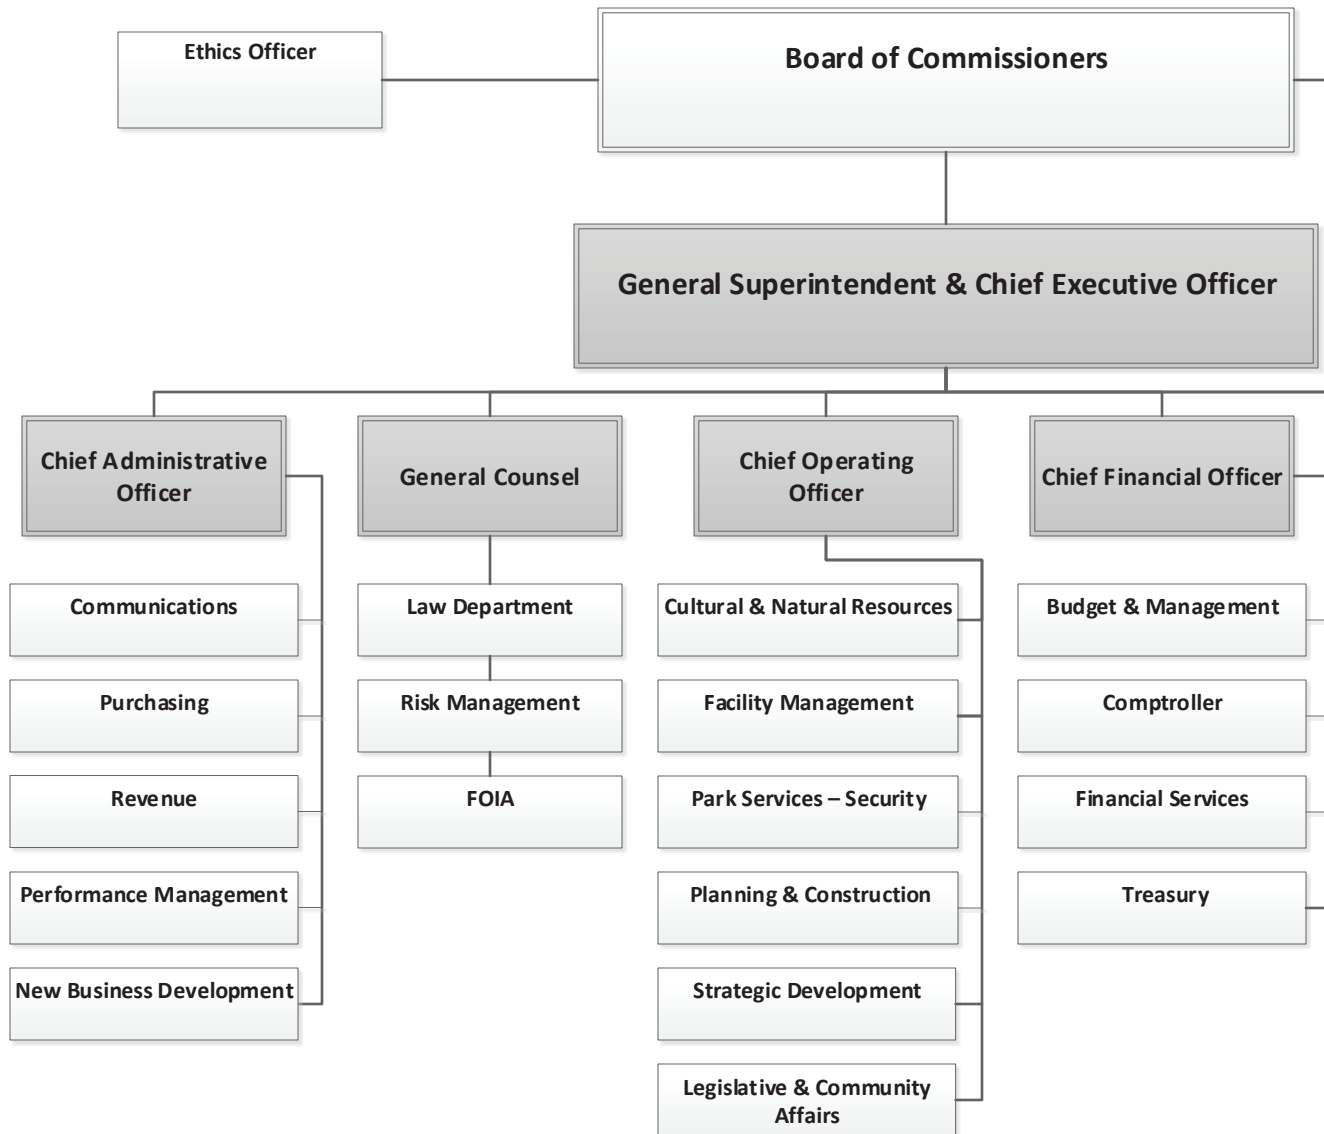 Ethics Officer
Board of Commissioners
General Superintendent & Chief Executive Officer
Chief Administrative
Officer
General Counsel
Chief Operating
Officer
Chief Financial Officer
Communications
Law Department
Cultural & Natural Resources
Budget & Management
Purchasing
Risk Management
Facility Management
Comptroller
Revenue
FOIA
Park Services – Security
Financial Services
Performance Management
Planning & Construction
Treasury
New Business Development
Strategic Development
Legislative & Community
Affairs